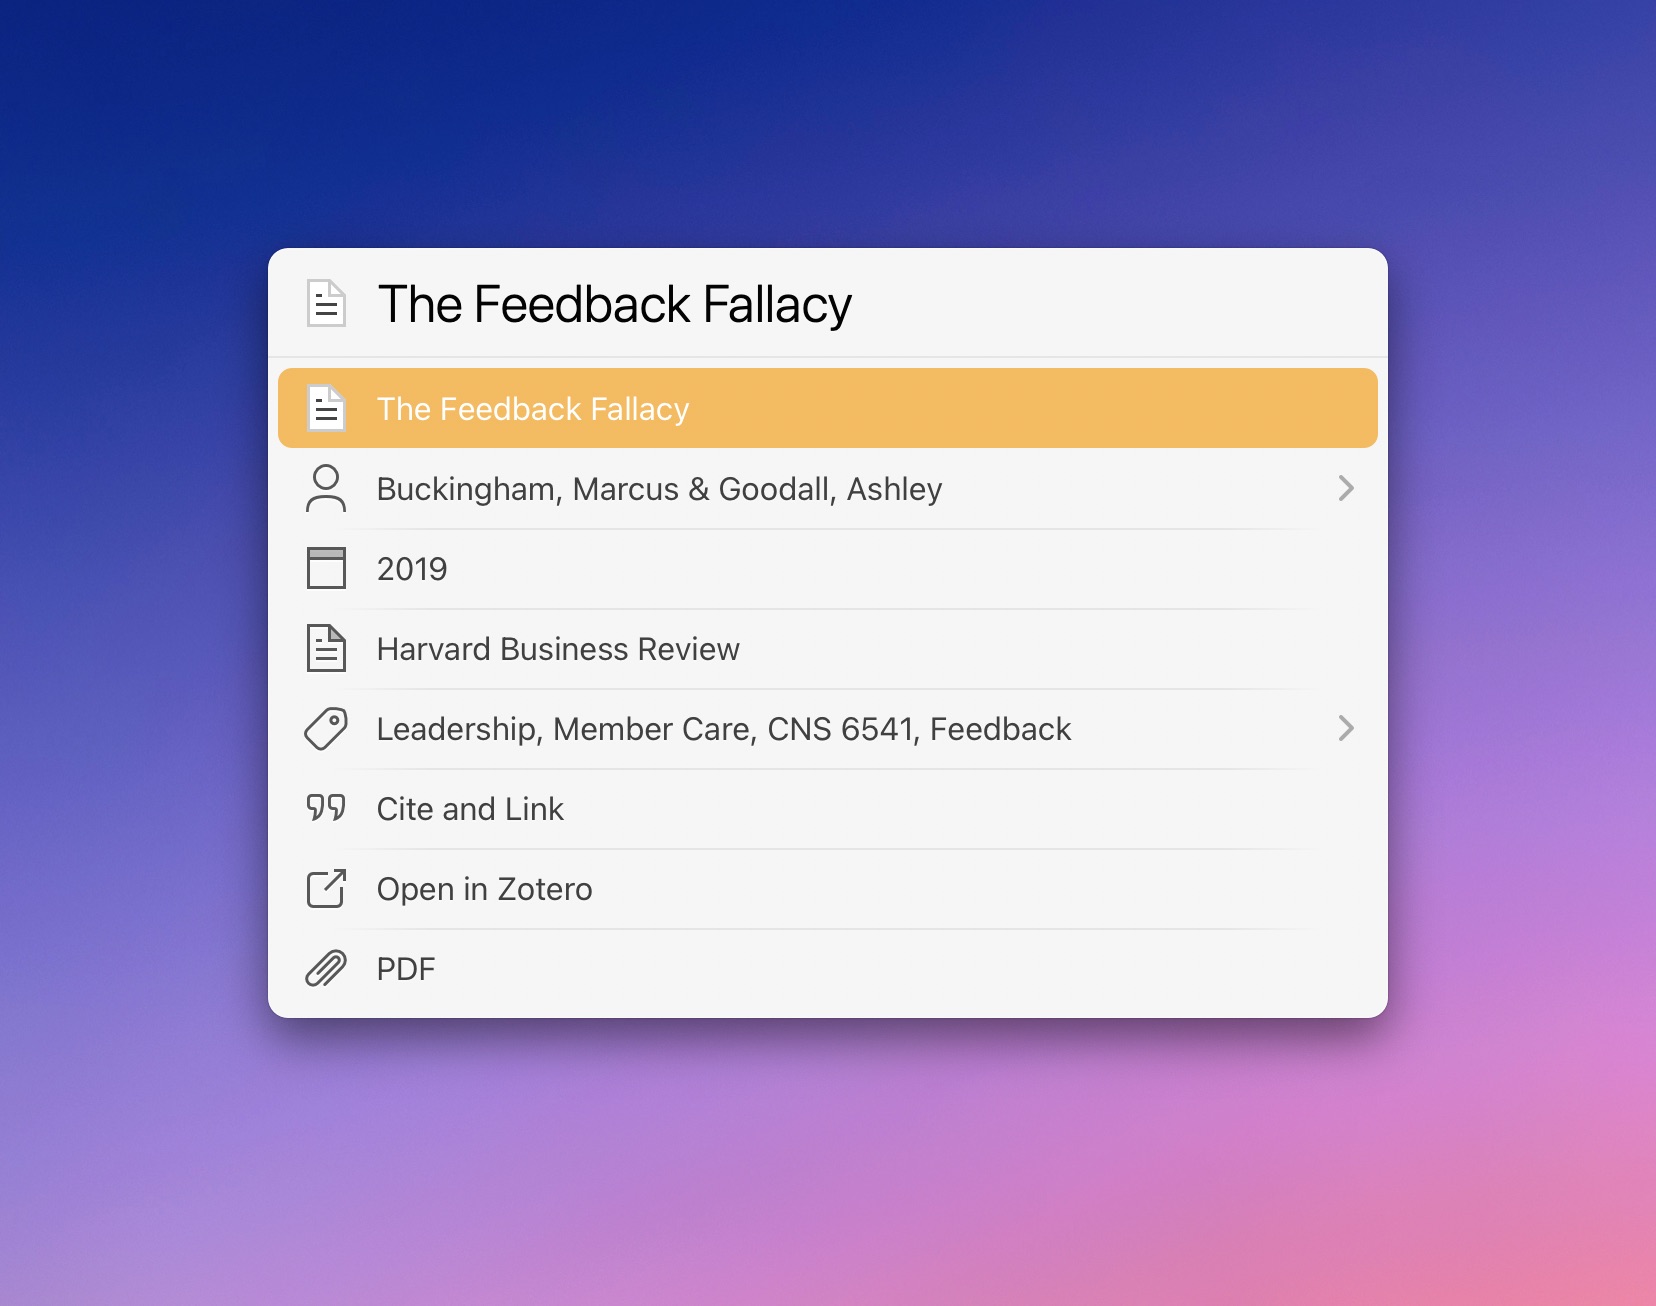 The Feedback Fallacy
The Feedback Fallacy
Buckingham, Marcus & Goodall, Ashley
2019
Harvard Business Review
Leadership, Member Care, CNS 6541, Feedback
Cite and Link
Open in Zotero
PDF